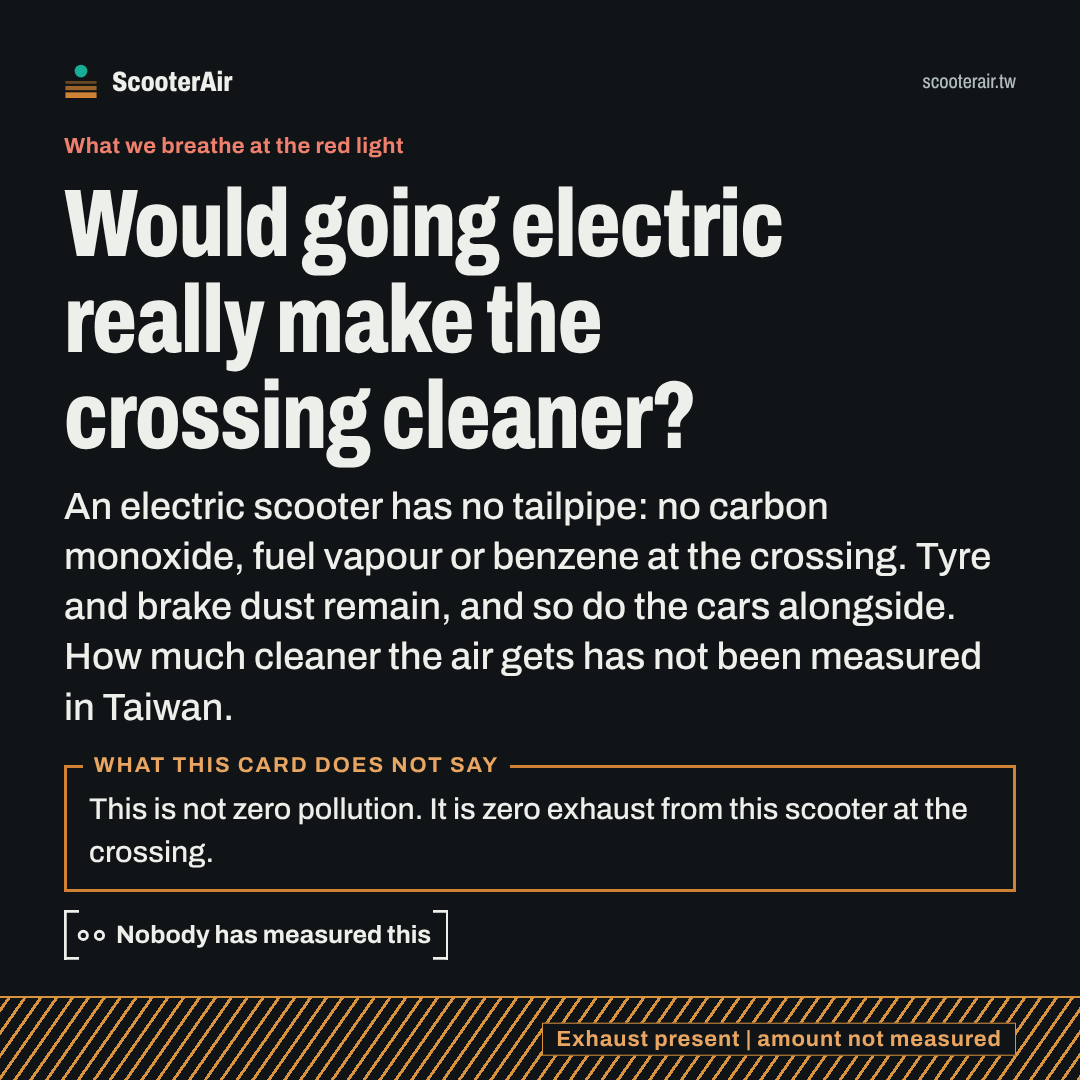 ScooterAir
scooterair.tw
What we breathe at the red light
Would going electric
really make the
crossing cleaner?
An electric scooter has no tailpipe: no carbon
monoxide, fuel vapour or benzene at the crossing. Tyre
and brake dust remain, and so do the cars alongside.
How much cleaner the air gets has not been measured
in Taiwan.
WHAT THIS CARD DOES NOT SAY
This is not zero pollution. It is zero exhaust from this scooter at the
crossing.
Nobody has measured this
Exhaust present | amount not measured